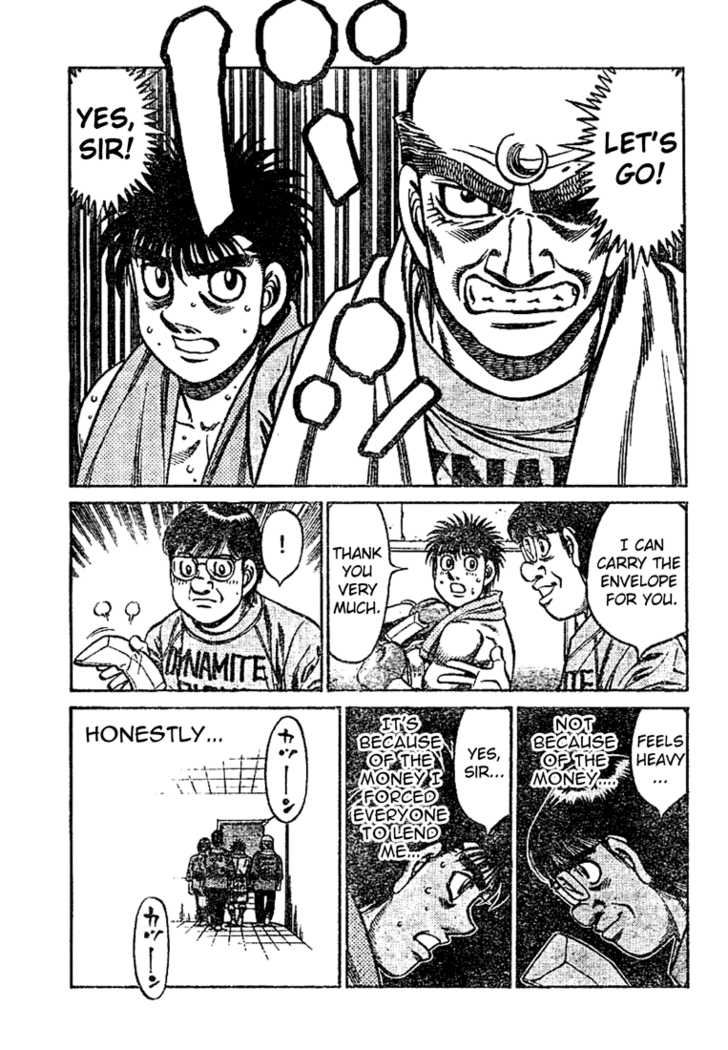 LET'S
GO!
YES,
SIR!
YNAM
I CAN
CARRY THE
ENVELOPE
FOR YOU.
THANK
YOU
VERY
MUCH.
ITE
!
DYNAMITE
FEELS
HEAVY
...
NOT
BECAUSE
OF THE
MONEY....
YES,
SIR...
IT'S
BECAUSE
OF THE
MONEY I
FORCED
EVERYONE
TO LEND
ME...
HONESTLY...
カツーン
カツーン